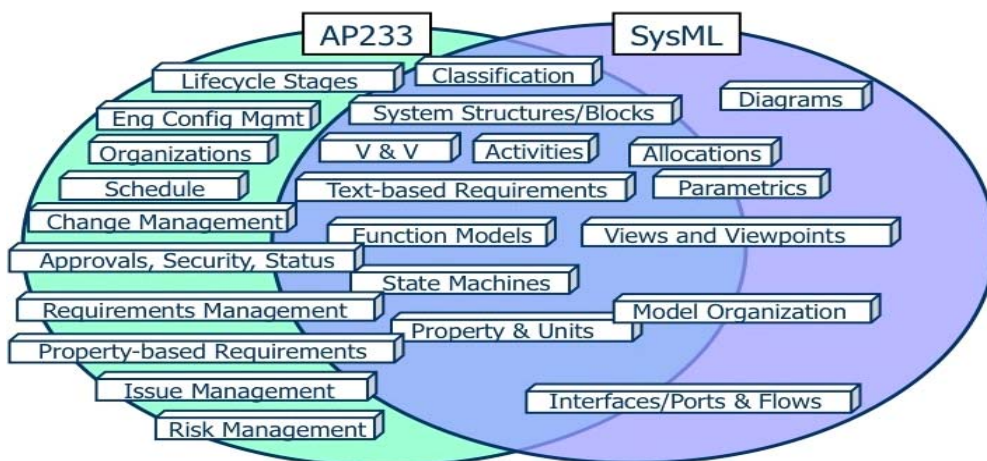 AP233
SysML
Lifecycle Stages
Classification
Diagrams
Eng Config Mgmt
System Structures/Blocks
Organizations
V & V
Activities
Allocations
Schedule
Text-based Requirements
Parametrics
Change Management
Function Models
Views and Viewpoints
Approvals, Security, Status
State Machines
Requirements Management
Model Organization
Property & Units
Property-based Requirements
Issue Management
Interfaces/Ports & Flows
Risk Management